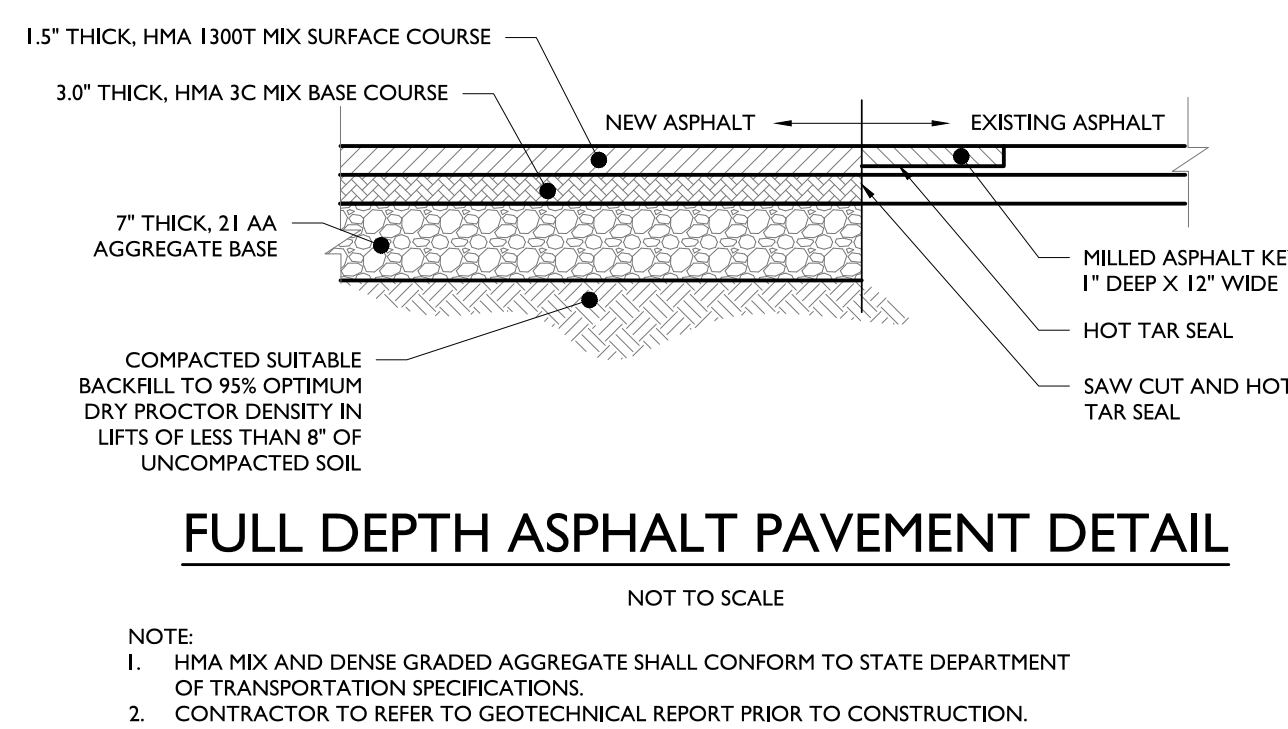 1.5" THICK, HMA 1300T MIX SURFACE COURSE
3.0" THICK, HMA 3C MIX BASE COURSE
NEW ASPHALT
EXISTING ASPHALT
7" THICK, 21 AA
AGGREGATE BASE
MILLED ASPHALT KE
1" DEEP X 12" WIDE
HOT TAR SEAL
SAW CUT AND HOT
TAR SEAL
COMPACTED SUITABLE
BACKFILL TO 95% OPTIMUM
DRY PROCTOR DENSITY IN
LIFTS OF LESS THAN 8" OF
UNCOMPACTED SOIL
FULL DEPTH ASPHALT PAVEMENT DETAIL
NOT TO SCALE
NOTE:
1. HMA MIX AND DENSE GRADED AGGREGATE SHALL CONFORM TO STATE DEPARTMENT
OF TRANSPORTATION SPECIFICATIONS.
2. CONTRACTOR TO REFER TO GEOTECHNICAL REPORT PRIOR TO CONSTRUCTION.